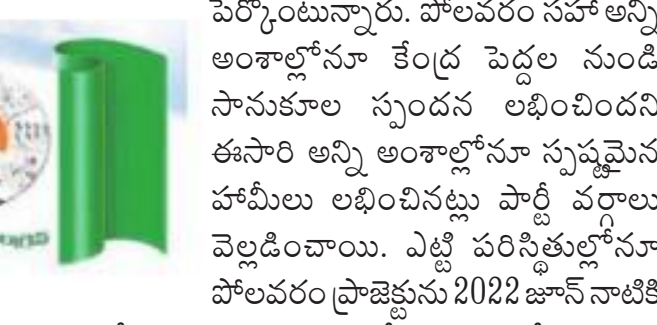 పేర్కొంటున్నారు. పోలవరం సహా అన్ని
అంశాల్లోనూ కేంద్ర పెద్దల నుండి
సానుకూల స్పందన లభించిందని
ఈసారి అన్ని అంశాల్లోనూ స్పష్టమైన
హామీలు లభించినట్లు పార్టీ వర్గాలు
వెల్లడించాయి. ఎట్టి పరిస్థితుల్లోనూ
పోలవరం ప్రాజెక్టును 2022 జూన్ నాటికి